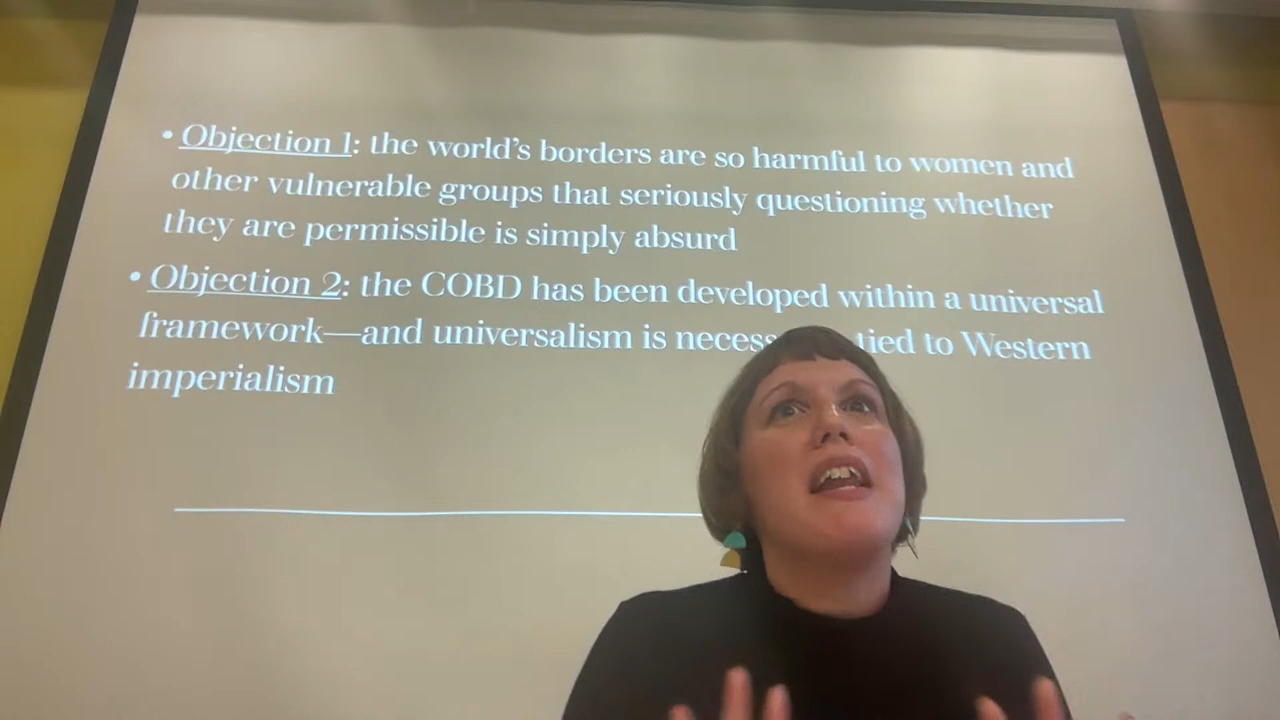 • Objection 1: the world's borders are so harmful to women and
other vulnerable groups that seriously questioning whether
they are permissible is simply absurd
• Objection 2: the COBD has been developed within a universal
framework—and universalism is tied to Western
imperialism